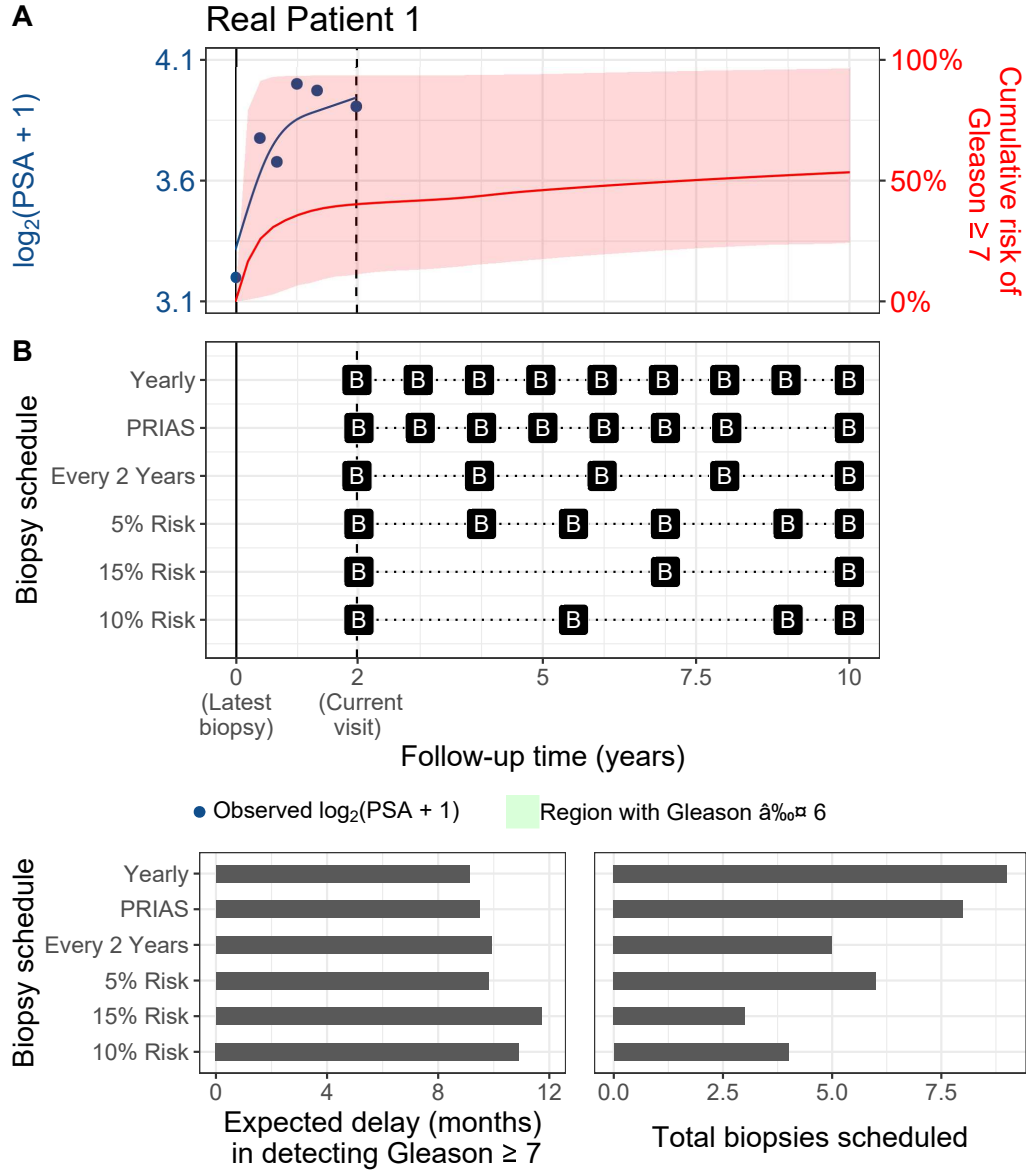 A
Real Patient 1
log₂(PSA + 1)
4.1
3.6
3.1
100%
50%
0%
Cumulative risk of
Gleason ≥ 7
B
Biopsy schedule
Yearly B B B B B B B B B
PRIAS B B B B B B B B
Every 2 Years B B B B B
5% Risk B B B B B B
15% Risk B B B
10% Risk B B B B
0 2 5 7.5 10
(Latest (Current
biopsy) visit)
Follow-up time (years)
Observed log₂(PSA + 1) Region with Gleason â‰¤ 6
Biopsy schedule
Yearly
PRIAS
Every 2 Years
5% Risk
15% Risk
10% Risk
0 4 8 12
Expected delay (months)
in detecting Gleason ≥ 7
0.0 2.5 5.0 7.5
Total biopsies scheduled